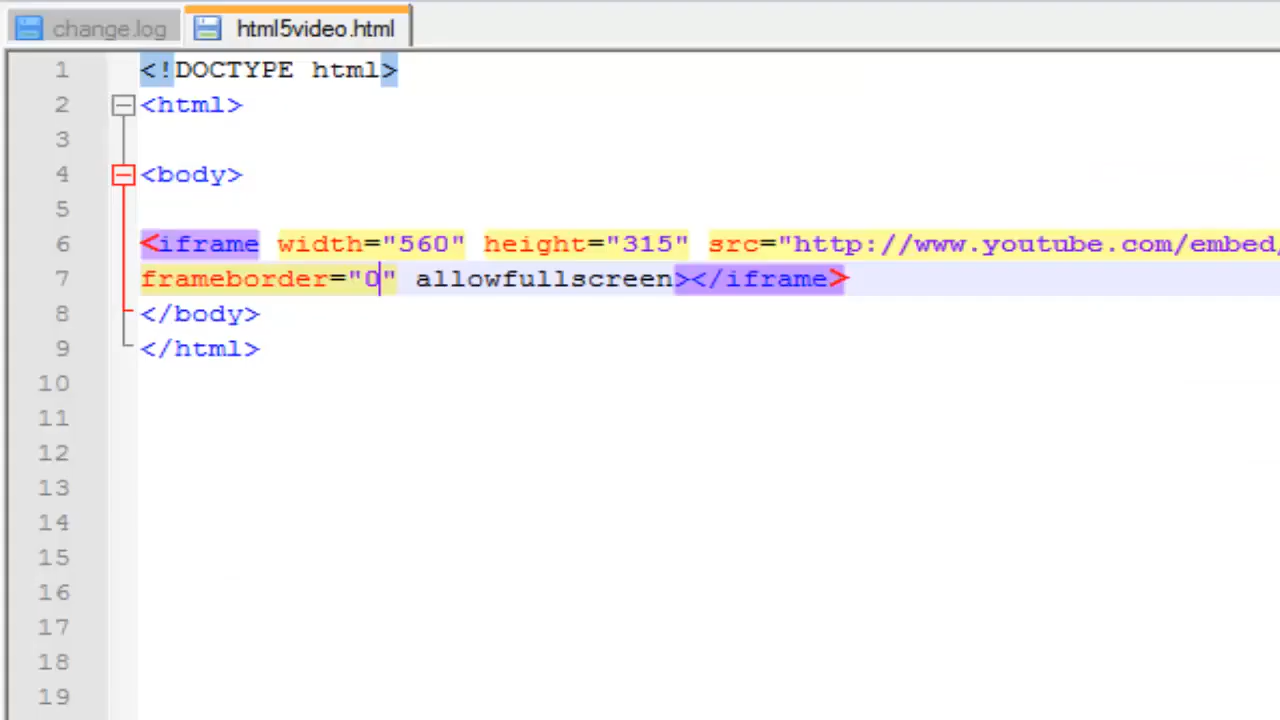 change.log html5video.html
1 <!DOCTYPE html>
2 <html>
3
4 <body>
5
6 <iframe width="560" height="315" src="http://www.youtube.com/embed/
7 frameborder="0" allowfullscreen></iframe>
8 </body>
9 </html>
10
11
12
13
14
15
16
17
18
19